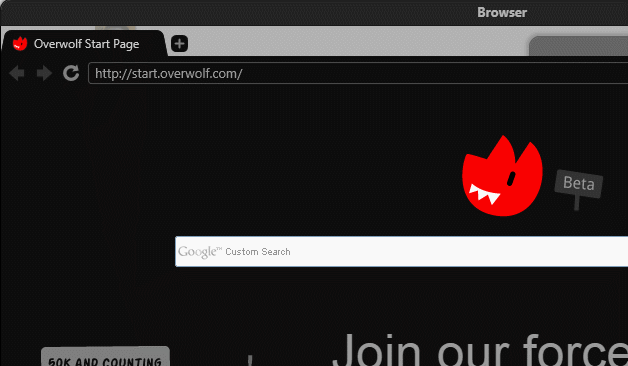 Browser
Overwolf Start Page
http://start.overwolf.com/
Beta
Google™ Custom Search
Join our force
50K AND COUNTING